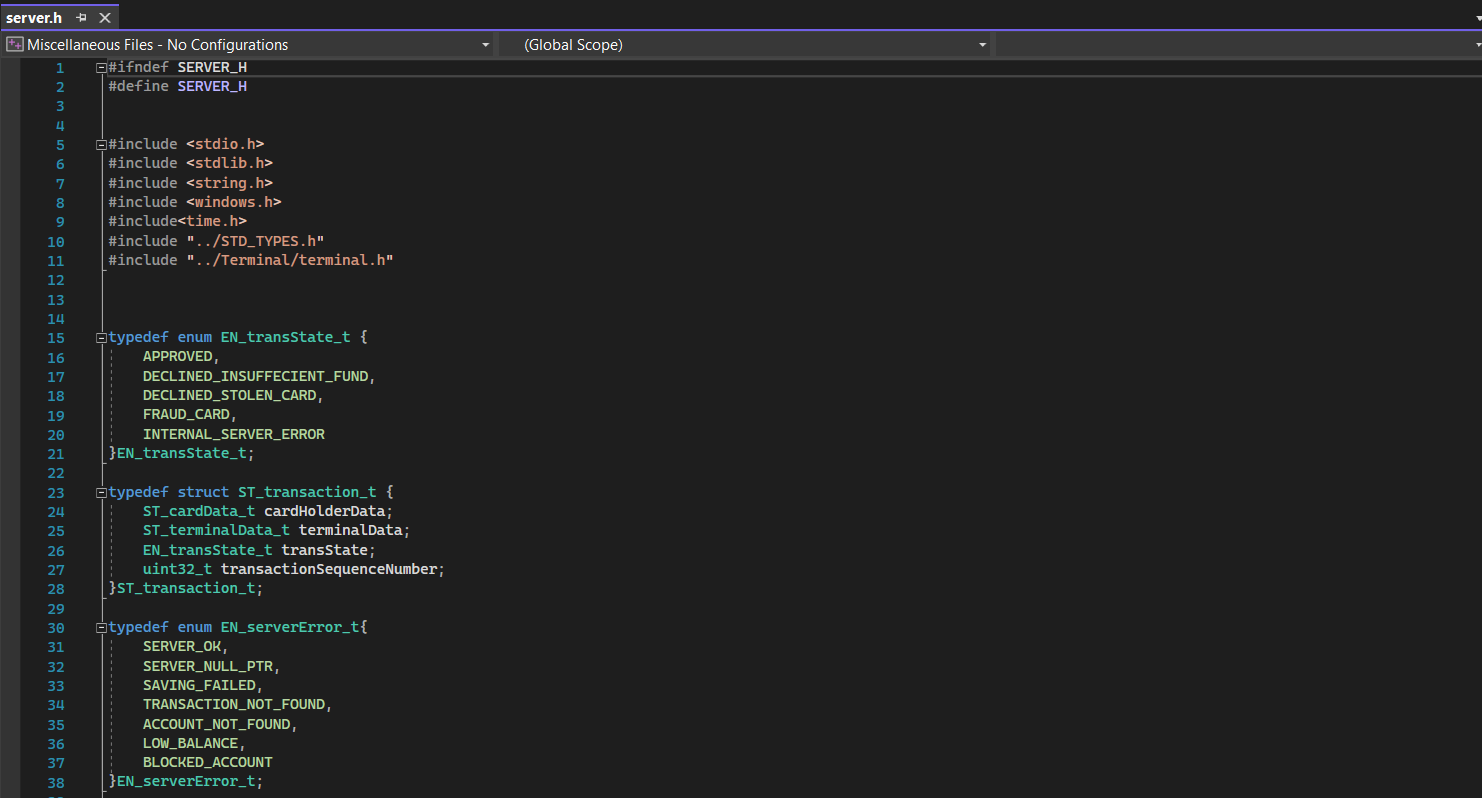 server.h
Miscellaneous Files - No Configurations (Global Scope)
1 #ifndef SERVER_H
2 #define SERVER_H
3
4
5 #include <stdio.h>
6 #include <stdlib.h>
7 #include <string.h>
8 #include <windows.h>
9 #include<time.h>
10 #include "../STD_TYPES.h"
11 #include "../Terminal/terminal.h"
12
13
14
15 typedef enum EN_transState_t {
16 APPROVED,
17 DECLINED_INSUFFECIENT_FUND,
18 DECLINED_STOLEN_CARD,
19 FRAUD_CARD,
20 INTERNAL_SERVER_ERROR
21 }EN_transState_t;
22
23 typedef struct ST_transaction_t {
24 ST_cardData_t cardHolderData;
25 ST_terminalData_t terminalData;
26 EN_transState_t transState;
27 uint32_t transactionSequenceNumber;
28 }ST_transaction_t;
29
30 typedef enum EN_serverError_t{
31 SERVER_OK,
32 SERVER_NULL_PTR,
33 SAVING_FAILED,
34 TRANSACTION_NOT_FOUND,
35 ACCOUNT_NOT_FOUND,
36 LOW_BALANCE,
37 BLOCKED_ACCOUNT
38 }EN_serverError_t;